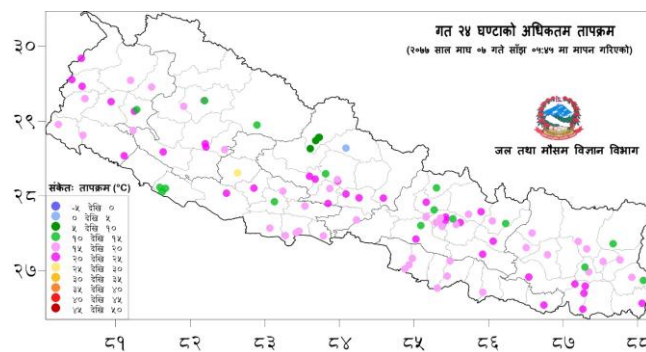 गत २४ घण्टाको अधिकतम तापक्रम
(२०७७ साल माघ ०७ गते साँझ ०५:४५ मा मापन गरिएको)
जल तथा मौसम विज्ञान विभाग
३०
२९
२८
२७
संकेतः तापक्रम (°C)
-५ देखि ०
० देखि ५
५ देखि १०
१० देखि १५
१५ देखि २०
२० देखि २५
२५ देखि ३०
३० देखि ३५
३५ देखि ४०
४० देखि ४५
४५ देखि ५०
८१ ८२ ८३ ८४ ८५ ८६ ८७ ८८